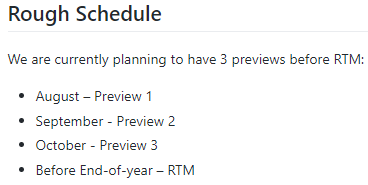 Rough Schedule
We are currently planning to have 3 previews before RTM:
• August – Preview 1
• September - Preview 2
• October - Preview 3
• Before End-of-year – RTM